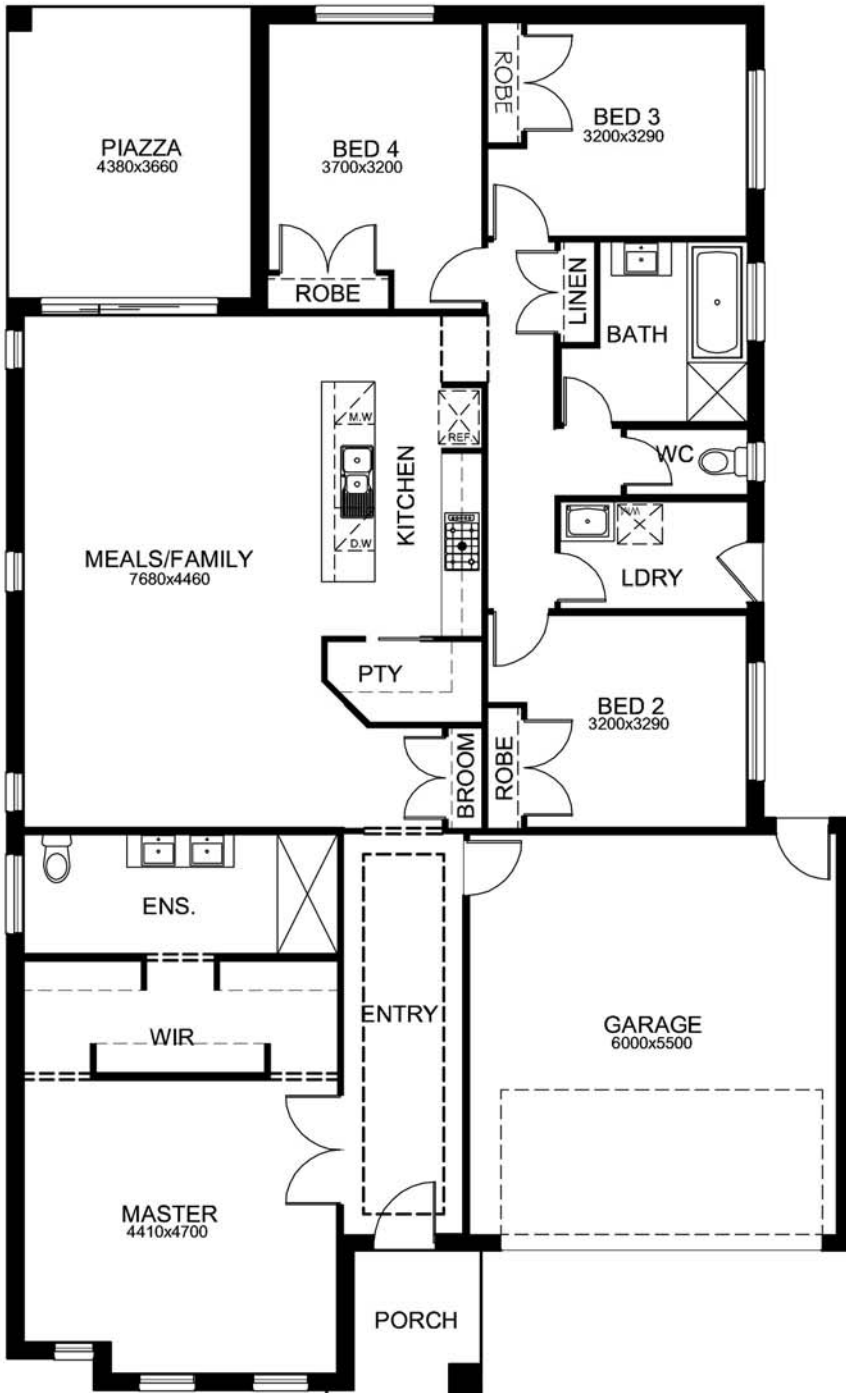 PIAZZA
4380x3660
BED 4
3700x3200
ROBE
ROBE
BED 3
3200x3290
LINEN
BATH
WC
M.W
REF.
KITCHEN
D.W
MEALS/FAMILY
7680x4460
W/M
LDRY
PTY
BROOM
ROBE
BED 2
3200x3290
ENS.
WIR
ENTRY
GARAGE
6000x5500
MASTER
4410x4700
PORCH